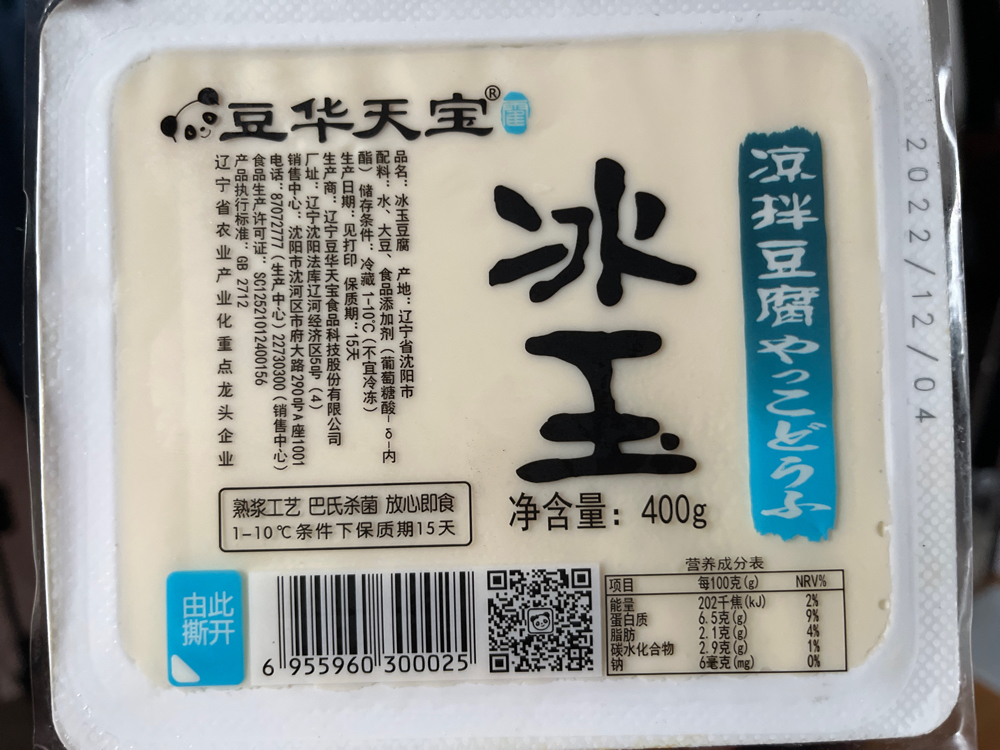 豆华天宝®
冰玉
凉拌豆腐やっこどうふ
2022/12/04
品名：冰玉豆腐 产地：辽宁省沈阳市
配料：水、大豆、食品添加剂（葡萄糖酸-δ-内
酯）储存条件：冷藏 1-10℃（不宜冷冻）
生产日期：见打印 保质期：15天
生产商：辽宁豆华天宝食品科技股份有限公司
厂址：辽宁沈阳法库辽河经济区5号（4）
销售中心：沈阳市沈河区市府大路290号A座1001
电话：87072777（生产中心）22730300（销售中心）
食品生产许可证：SC12521012400156
产品执行标准：GB 2712
辽宁省农业产业化重点龙头企业
熟浆工艺 巴氏杀菌 放心即食
1-10℃条件下保质期15天
净含量：400g
由此
撕开
6 955960 300025
营养成分表
项目 每100克(g) NRV%
能量 202千焦(kJ) 2%
蛋白质 6.5克(g) 9%
脂肪 2.1克(g) 4%
碳水化合物 2.9克(g) 1%
钠 6毫克(mg) 0%